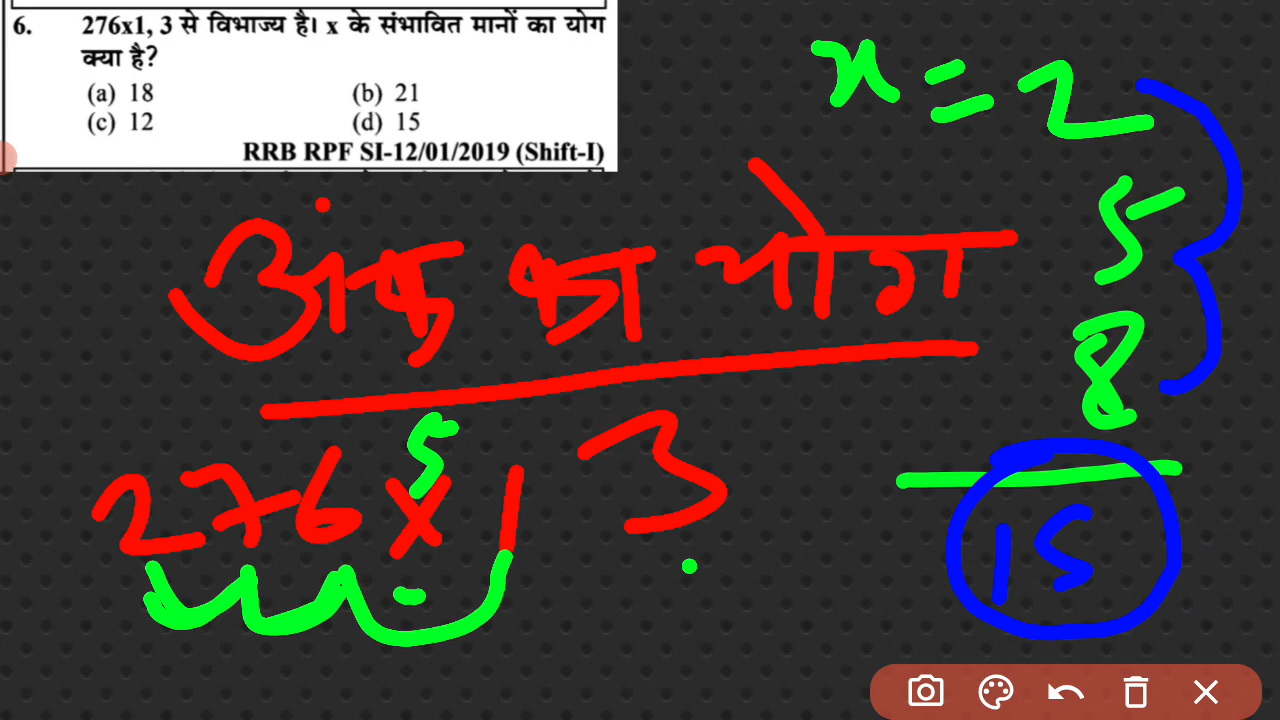 6. 276x1, 3 से विभाज्य है। x के संभावित मानों का योग
क्या है?
(a) 18 (b) 21
(c) 12 (d) 15
RRB RPF SI-12/01/2019 (Shift-I)
x = 2
5
8
15
अंक का योग
5
276x1 3